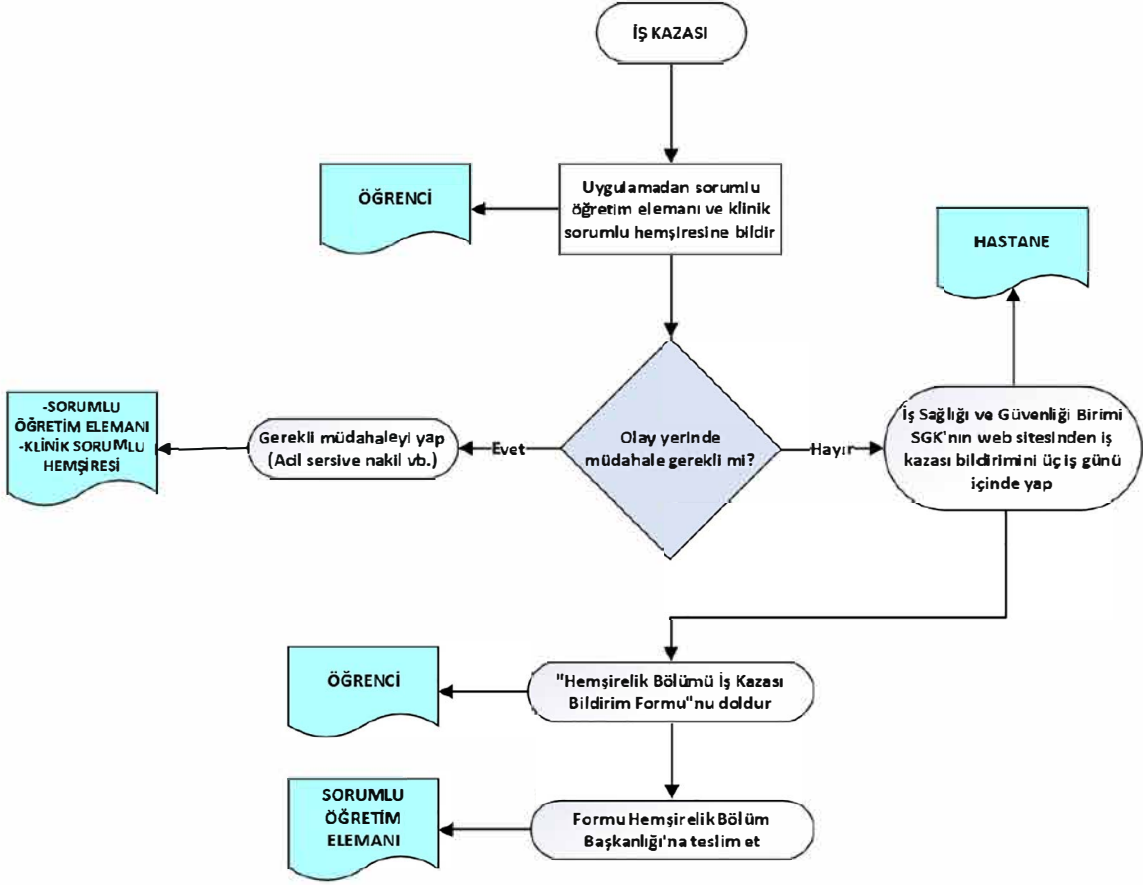 İŞ KAZASI
ÖĞRENCİ
Uygulamadan sorumlu
öğretim elemanı ve klinik
sorumlu hemşiresine bildir
HASTANE
-SORUMLU
ÖĞRETİM ELEMANI
-KLİNİK SORUMLU
HEMŞİRESİ
Gerekli müdahaleyi yap
(Acil sersive nakil vb.)
Evet
Olay yerinde
müdahale gerekli mi?
Hayır
İş Sağlığı ve Güvenliği Birimi
SGK'nın web sitesinden iş
kazası bildirimini üç iş günü
içinde yap
ÖĞRENCİ
"Hemşirelik Bölümü İş Kazası
Bildirim Formu"nu doldur
SORUMLU
ÖĞRETİM
ELEMANI
Formu Hemşirelik Bölüm
Başkanlığı'na teslim et